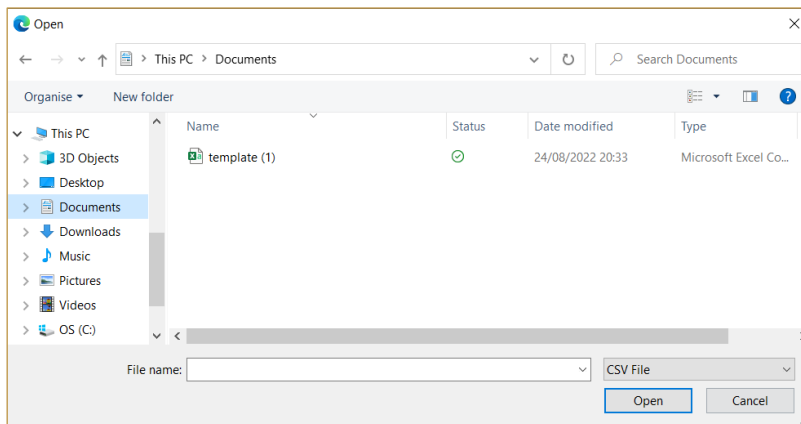 Open
This PC > Documents
Search Documents
Organise
New folder
?
Name
Status
Date modified
Type
This PC
3D Objects
Desktop
Documents
Downloads
Music
Pictures
Videos
OS (C:)
template (1)
24/08/2022 20:33
Microsoft Excel Co...
File name:
CSV File
Open
Cancel